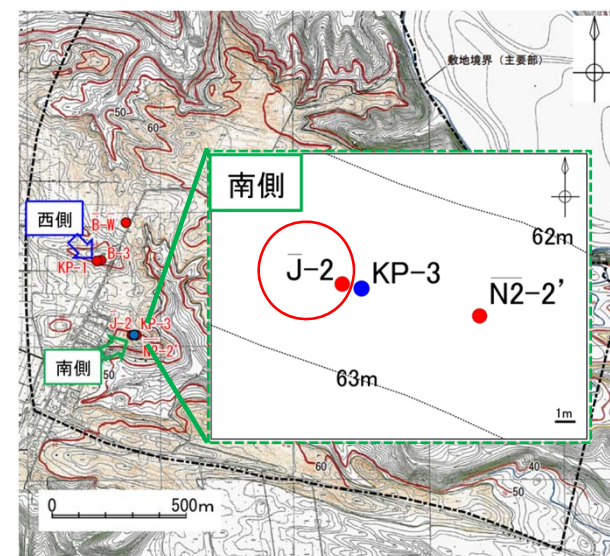 敷地境界（主要部）
50
60
南側
西側
B-W
B-3
KP-1
62m
J̅-2
KP-3
N̅2̅-2'
J-2
KP-3
N2-2'
南側
50
63m
1m
60
40
50
0
500m